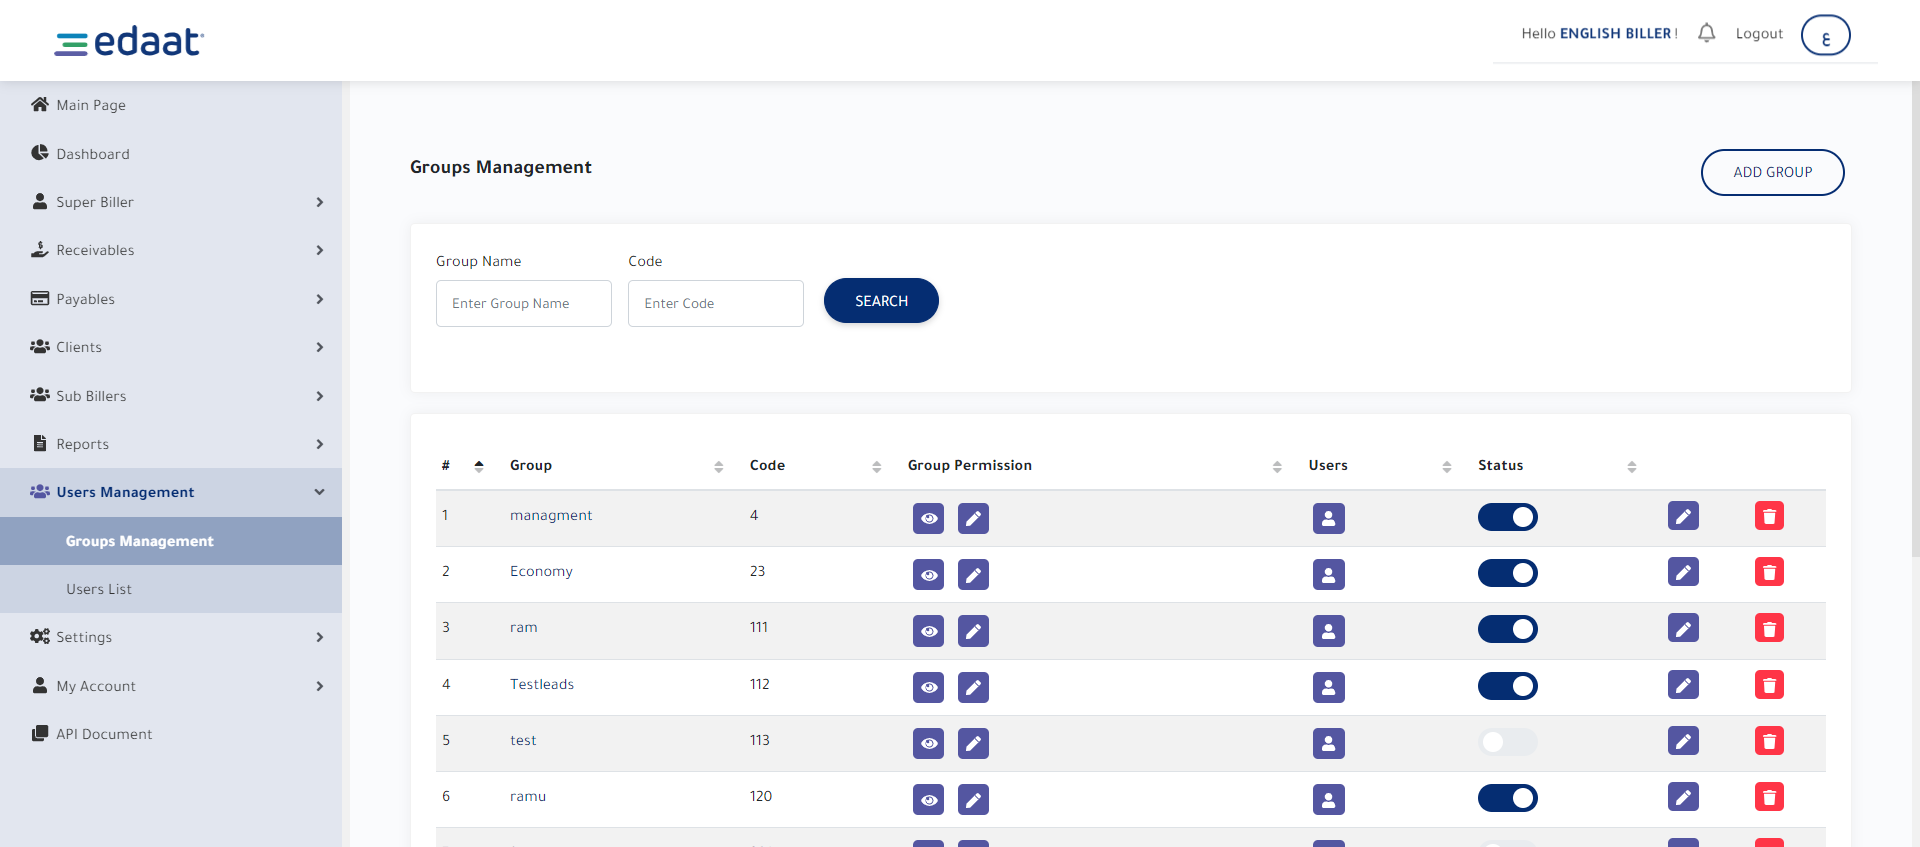 edaat
Hello ENGLISH BILLER !
Logout
ع
Main Page
Dashboard
Super Biller
Receivables
Payables
Clients
Sub Billers
Reports
Users Management
Groups Management
Users List
Settings
My Account
API Document
Groups Management
ADD GROUP
Group Name
Code
Enter Group Name
Enter Code
SEARCH
# Group Code Group Permission Users Status
1 managment 4
2 Economy 23
3 ram 111
4 Testleads 112
5 test 113
6 ramu 120